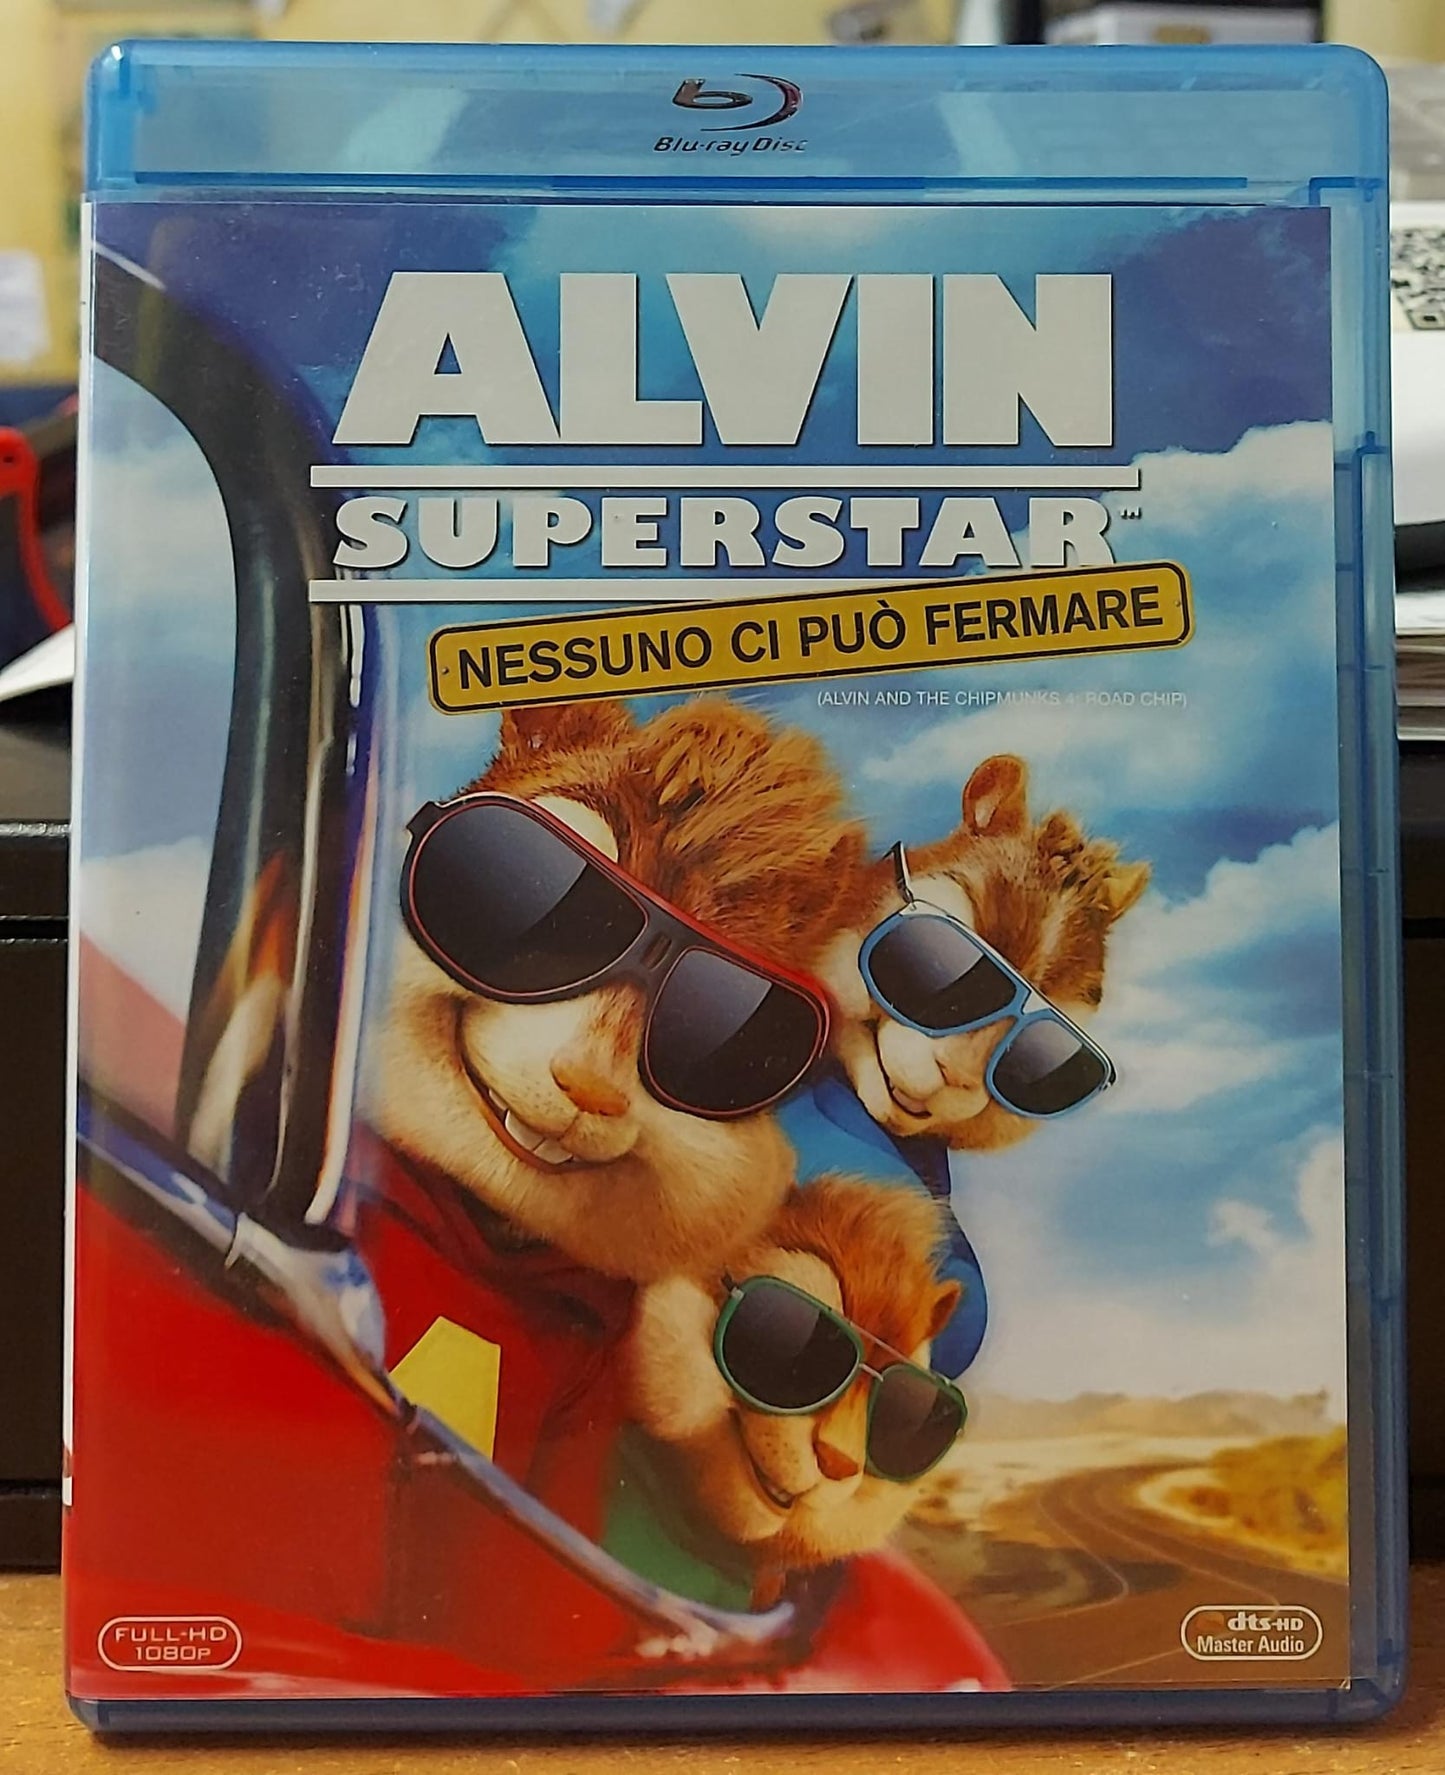 Blu-ray Disc
ALVIN
SUPERSTAR™
NESSUNO CI PUÒ FERMARE
(ALVIN AND THE CHIPMUNKS 4: ROAD CHIP)
FULL-HD
1080P
dts-HD
Master Audio